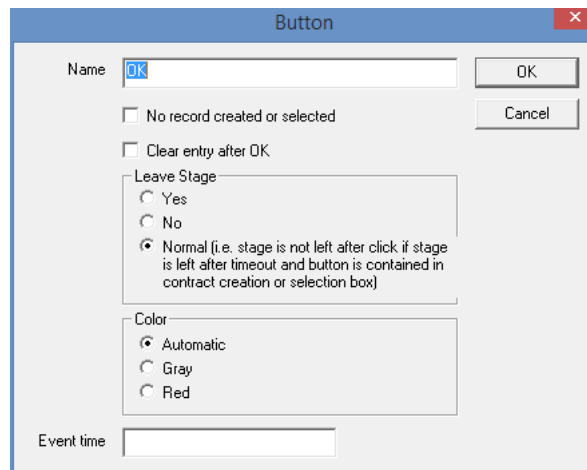 Button
Name
OK
OK
No record created or selected
Cancel
Clear entry after OK
Leave Stage
Yes
No
Normal (i.e. stage is not left after click if stage
is left after timeout and button is contained in
contract creation or selection box)
Color
Automatic
Gray
Red
Event time